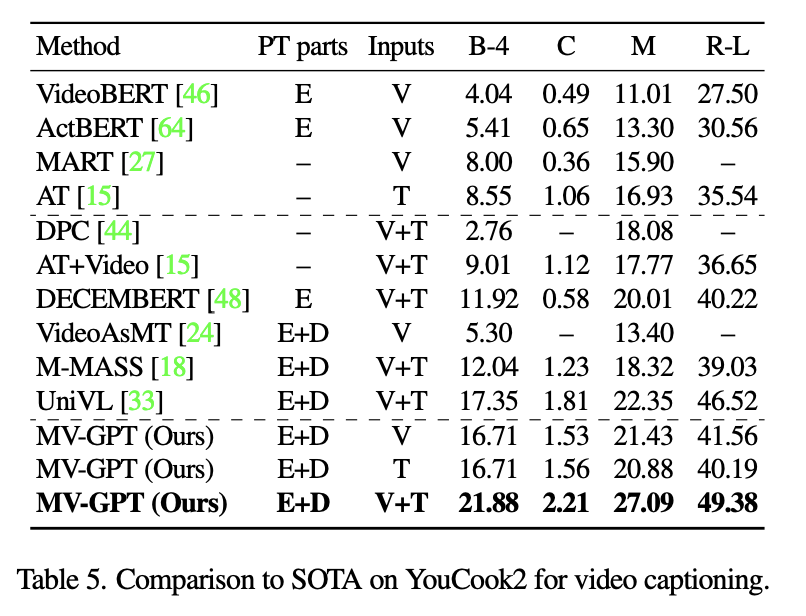 Method PT parts Inputs B-4 C M R-L
VideoBERT [46] E V 4.04 0.49 11.01 27.50
ActBERT [64] E V 5.41 0.65 13.30 30.56
MART [27] – V 8.00 0.36 15.90 –
AT [15] – T 8.55 1.06 16.93 35.54
DPC [44] – V+T 2.76 – 18.08 –
AT+Video [15] – V+T 9.01 1.12 17.77 36.65
DECEMBERT [48] E V+T 11.92 0.58 20.01 40.22
VideoAsMT [24] E+D V 5.30 – 13.40 –
M-MASS [18] E+D V+T 12.04 1.23 18.32 39.03
UniVL [33] E+D V+T 17.35 1.81 22.35 46.52
MV-GPT (Ours) E+D V 16.71 1.53 21.43 41.56
MV-GPT (Ours) E+D T 16.71 1.56 20.88 40.19
MV-GPT (Ours) E+D V+T 21.88 2.21 27.09 49.38
Table 5. Comparison to SOTA on YouCook2 for video captioning.